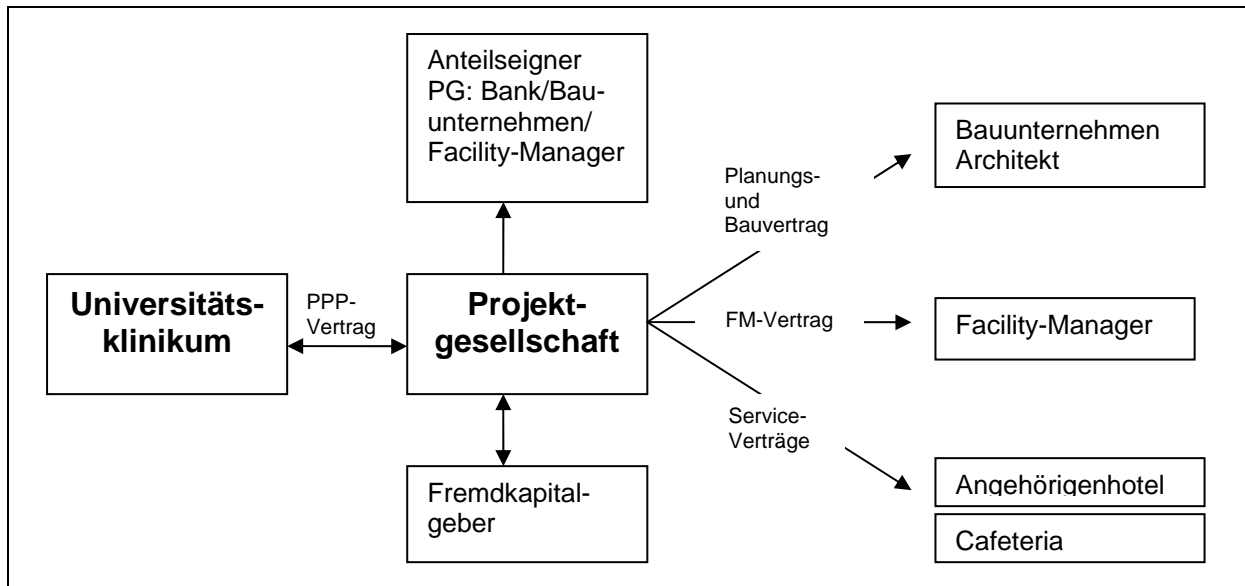 Anteilseigner
PG: Bank/Bau-
unternehmen/
Facility-Manager
Bauunternehmen
Architekt
Planungs-
und
Bauvertrag
Universitäts-
klinikum
PPP-
Vertrag
Projekt-
gesellschaft
FM-Vertrag
Facility-Manager
Service-
Verträge
Fremdkapital-
geber
Angehörigenhotel
Cafeteria